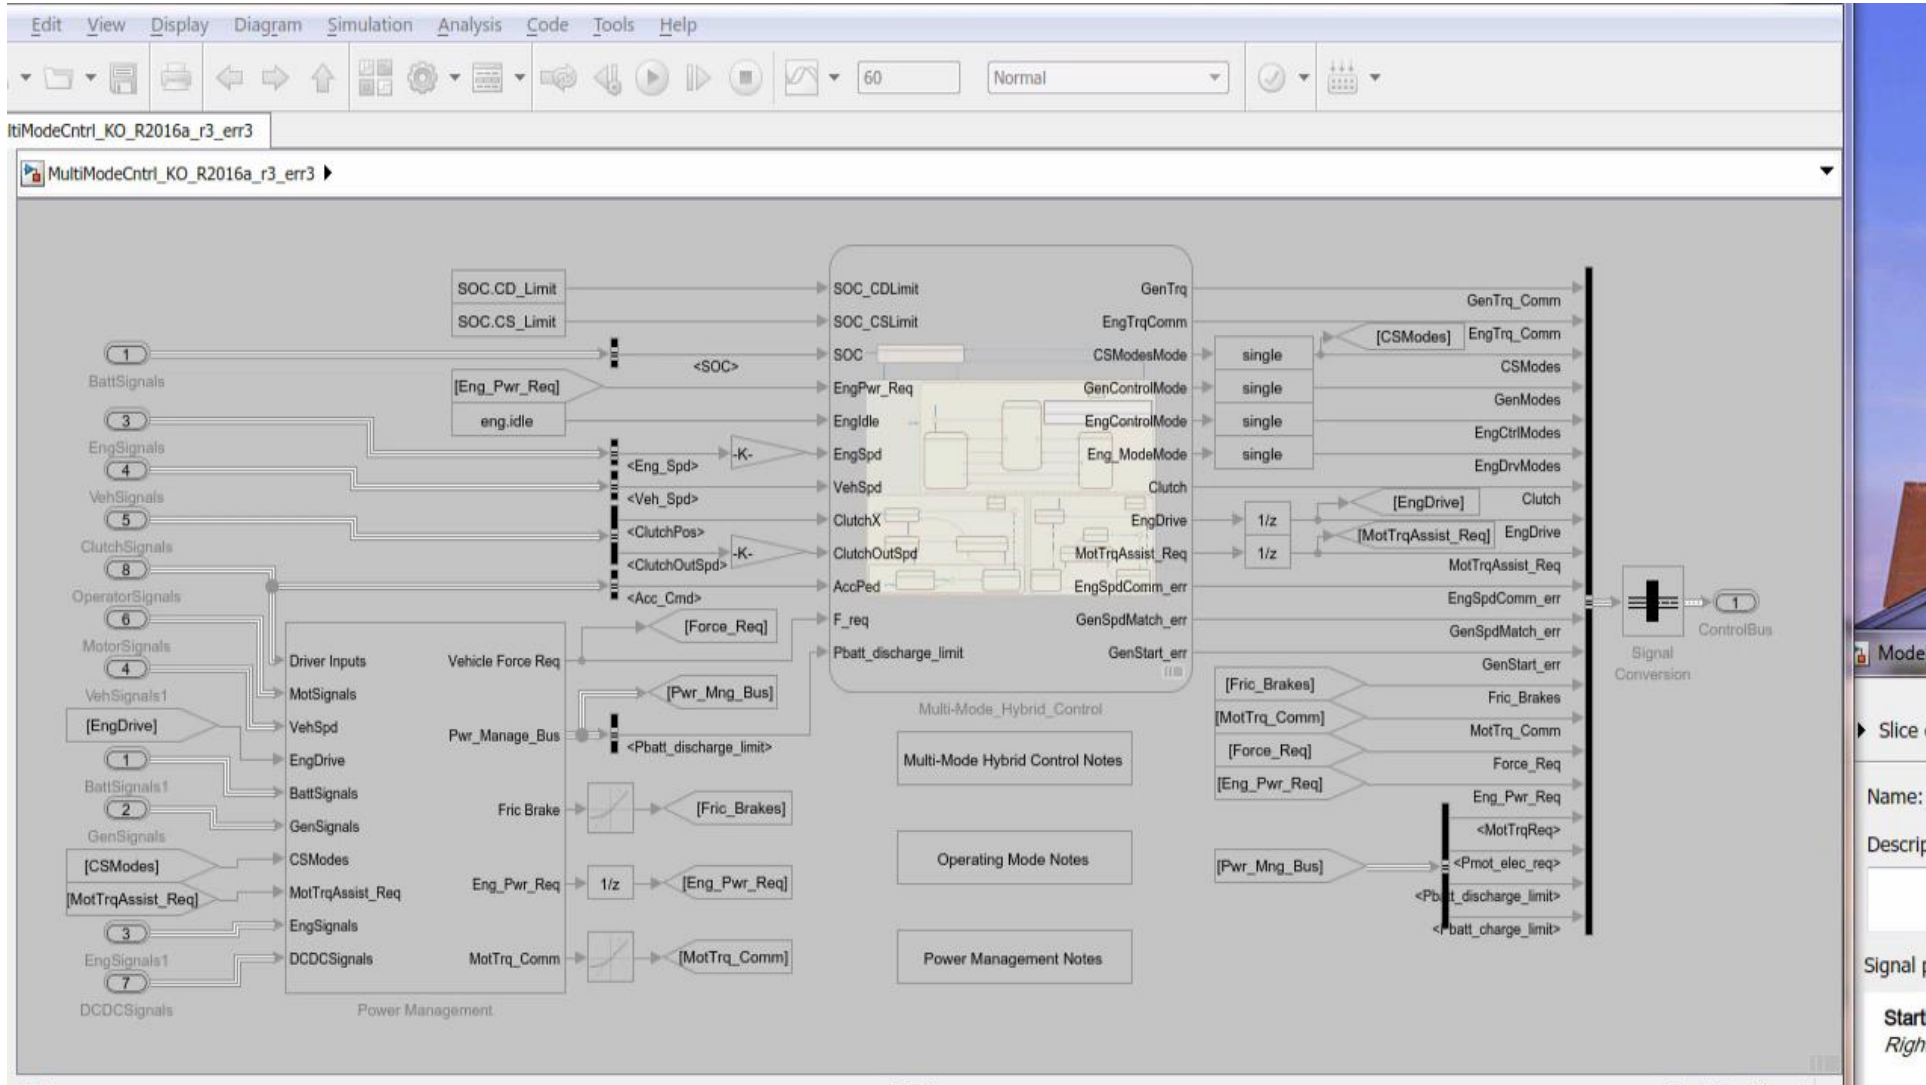 Edit View Display Diagram Simulation Analysis Code Tools Help
60 Normal
ltiModeCntrl_KO_R2016a_r3_err3
MultiModeCntrl_KO_R2016a_r3_err3
SOC.CD_Limit
SOC.CS_Limit
1
BattSignals
<SOC>
[Eng_Pwr_Req]
eng.idle
3
EngSignals
4
VehSignals
5
ClutchSignals
8
OperatorSignals
6
MotorSignals
4
VehSignals1
[EngDrive]
1
BattSignals1
2
GenSignals
[CSModes]
[MotTrqAssist_Req]
3
EngSignals1
7
DCDCSignals
<Eng_Spd>
-K-
<Veh_Spd>
<ClutchPos>
<ClutchOutSpd>
-K-
<Acc_Cmd>
Driver Inputs
MotSignals
VehSpd
EngDrive
BattSignals
GenSignals
CSModes
MotTrqAssist_Req
EngSignals
DCDCSignals
Vehicle Force Req
Pwr_Manage_Bus
Fric Brake
Eng_Pwr_Req
MotTrq_Comm
Power Management
[Force_Req]
[Pwr_Mng_Bus]
<Pbatt_discharge_limit>
[Fric_Brakes]
1/z
[Eng_Pwr_Req]
[MotTrq_Comm]
SOC_CDLimit
SOC_CSLimit
SOC
EngPwr_Req
EngIdle
EngSpd
VehSpd
ClutchX
ClutchOutSpd
AccPed
F_req
Pbatt_discharge_limit
GenTrq
EngTrqComm
CSModesMode
GenControlMode
EngControlMode
Eng_ModeMode
Clutch
EngDrive
MotTrqAssist_Req
EngSpdComm_err
GenSpdMatch_err
GenStart_err
Multi-Mode_Hybrid_Control
Multi-Mode Hybrid Control Notes
Operating Mode Notes
Power Management Notes
single
single
single
single
1/z
1/z
[CSModes]
[EngDrive]
[MotTrqAssist_Req]
[Fric_Brakes]
[MotTrq_Comm]
[Force_Req]
[Eng_Pwr_Req]
[Pwr_Mng_Bus]
GenTrq_Comm
EngTrq_Comm
CSModes
GenModes
EngCtrlModes
EngDrvModes
Clutch
EngDrive
MotTrqAssist_Req
EngSpdComm_err
GenSpdMatch_err
GenStart_err
Fric_Brakes
MotTrq_Comm
Force_Req
Eng_Pwr_Req
<MotTrqReq>
<Pmot_elec_req>
<Pbatt_discharge_limit>
<Pbatt_charge_limit>
Signal
Conversion
1
ControlBus
Mode
Slice
Name:
Descrip
Signal p
Start
Righ